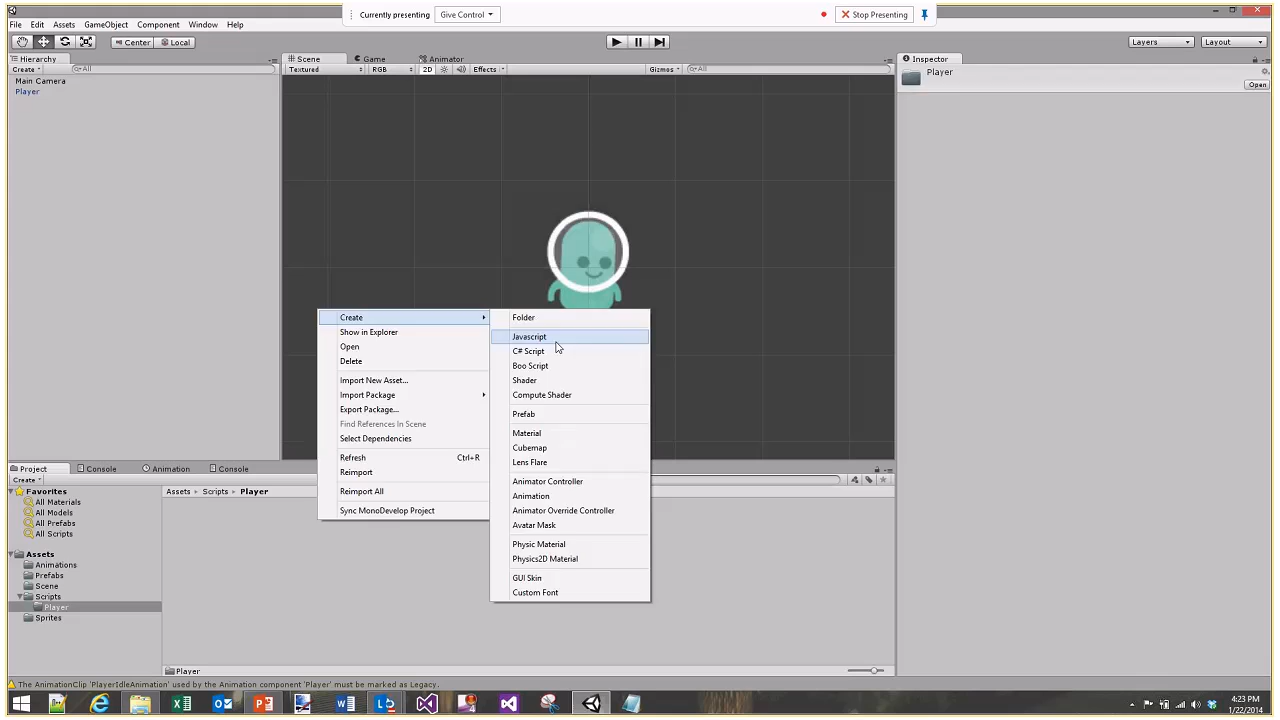 Currently presenting Give Control Stop Presenting
File Edit Assets GameObject Component Window Help
Center Local Layers Layout
Hierarchy Scene Game Animator Inspector
Create All Textured RGB 2D Effects Gizmos All Player
Open
Main Camera
Player
Create
Show in Explorer
Open
Delete
Import New Asset...
Import Package
Export Package...
Find References In Scene
Select Dependencies
Refresh Ctrl+R
Reimport
Reimport All
Sync MonoDevelop Project
Folder
Javascript
C# Script
Boo Script
Shader
Compute Shader
Prefab
Material
Cubemap
Lens Flare
Animator Controller
Animation
Animator Override Controller
Avatar Mask
Physic Material
Physics2D Material
GUI Skin
Custom Font
Project Console Animation Console
Create
Favorites
All Materials
All Models
All Prefabs
All Scripts
Assets
Animations
Prefabs
Scene
Scripts
Player
Sprites
Assets Scripts Player
Player
The AnimationClip 'PlayerIdleAnimation' used by the Animation component 'Player' must be marked as Legacy.
4:23 PM
1/22/2014